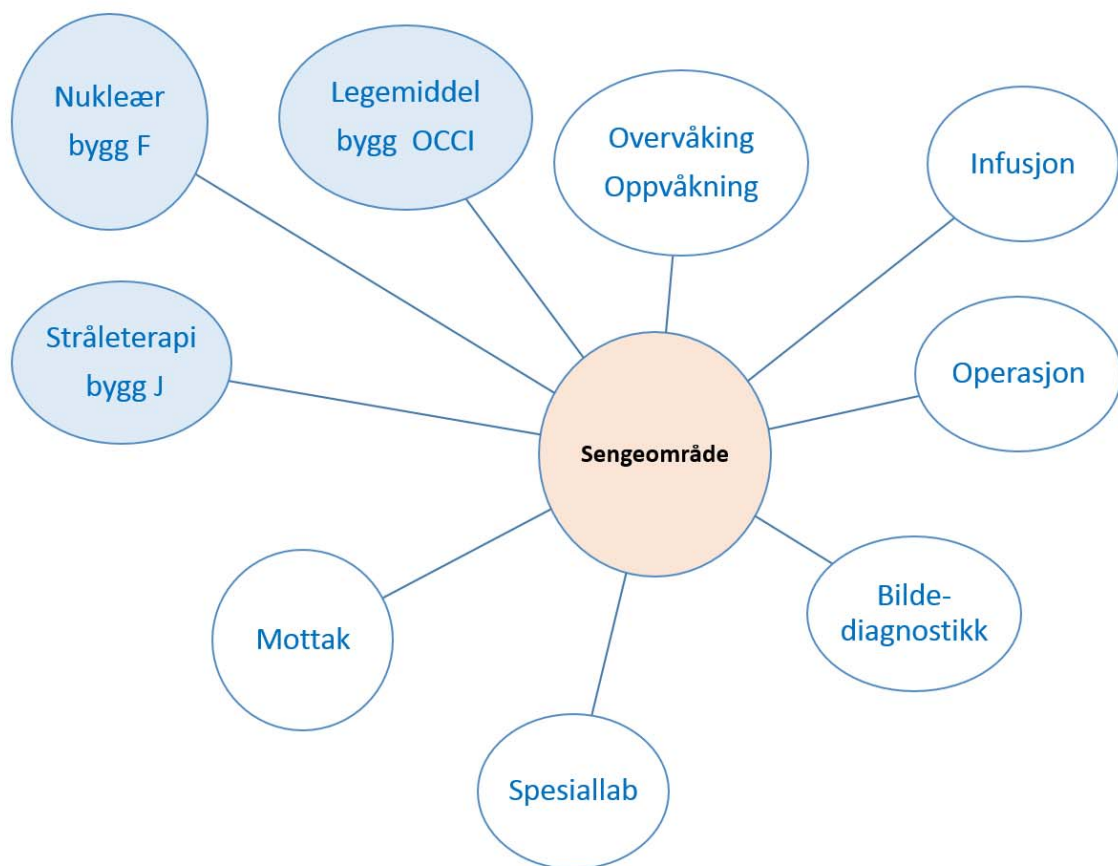 Nukleær
bygg F
Legemiddel
bygg OCCI
Overvåking
Oppvåkning
Infusjon
Stråleterapi
bygg J
Operasjon
Sengeområde
Mottak
Bilde-
diagnostikk
Spesiallab